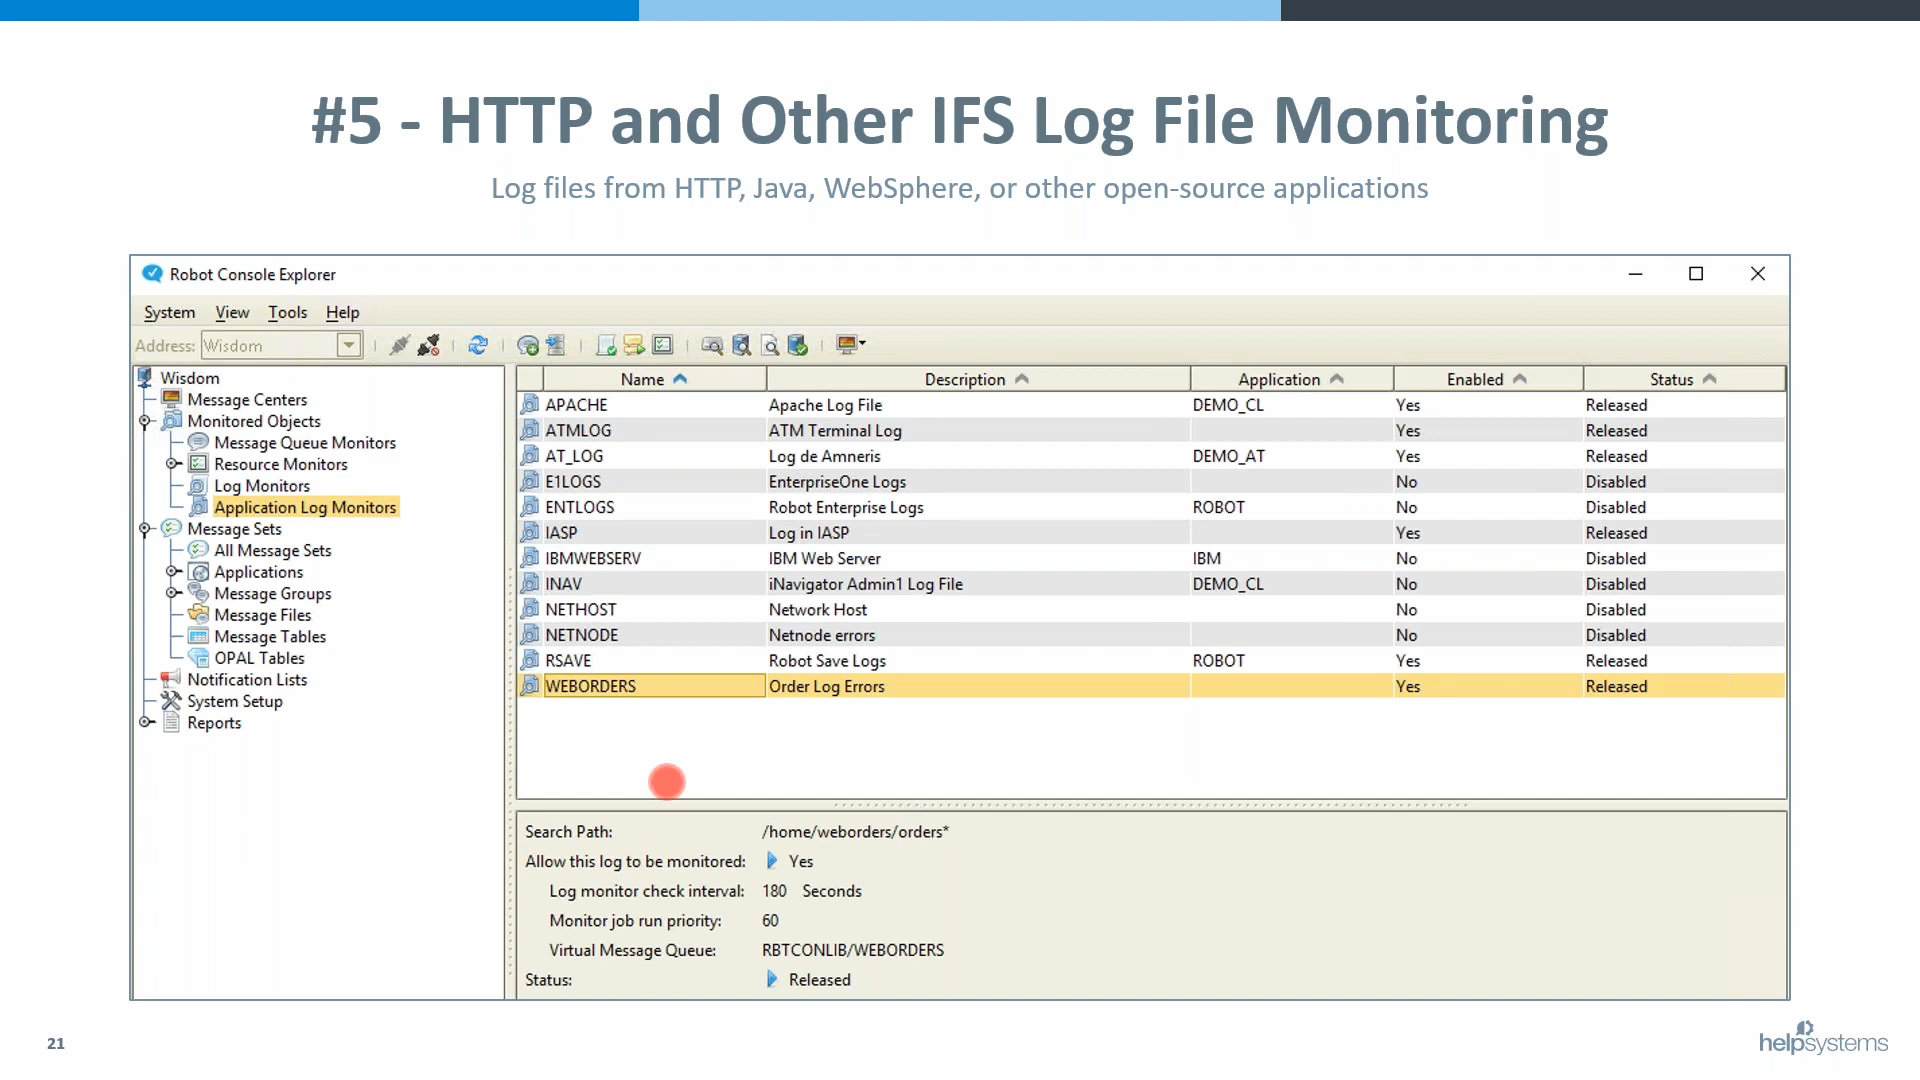 #5 - HTTP and Other IFS Log File Monitoring
Log files from HTTP, Java, WebSphere, or other open-source applications
Robot Console Explorer
System View Tools Help
Address: Wisdom
Wisdom
Message Centers
Monitored Objects
Message Queue Monitors
Resource Monitors
Log Monitors
Application Log Monitors
Message Sets
All Message Sets
Applications
Message Groups
Message Files
Message Tables
OPAL Tables
Notification Lists
System Setup
Reports
Name Description Application Enabled Status
APACHE Apache Log File DEMO_CL Yes Released
ATMLOG ATM Terminal Log Yes Released
AT_LOG Log de Amneris DEMO_AT Yes Released
E1LOGS EnterpriseOne Logs No Disabled
ENTLOGS Robot Enterprise Logs ROBOT No Disabled
IASP Log in IASP Yes Released
IBMWEBSERV IBM Web Server IBM No Disabled
INAV iNavigator Admin1 Log File DEMO_CL No Disabled
NETHOST Network Host No Disabled
NETNODE Netnode errors No Disabled
RSAVE Robot Save Logs ROBOT Yes Released
WEBORDERS Order Log Errors Yes Released
Search Path: /home/weborders/orders*
Allow this log to be monitored: Yes
Log monitor check interval: 180 Seconds
Monitor job run priority: 60
Virtual Message Queue: RBTCONLIB/WEBORDERS
Status: Released
21
helpsystems